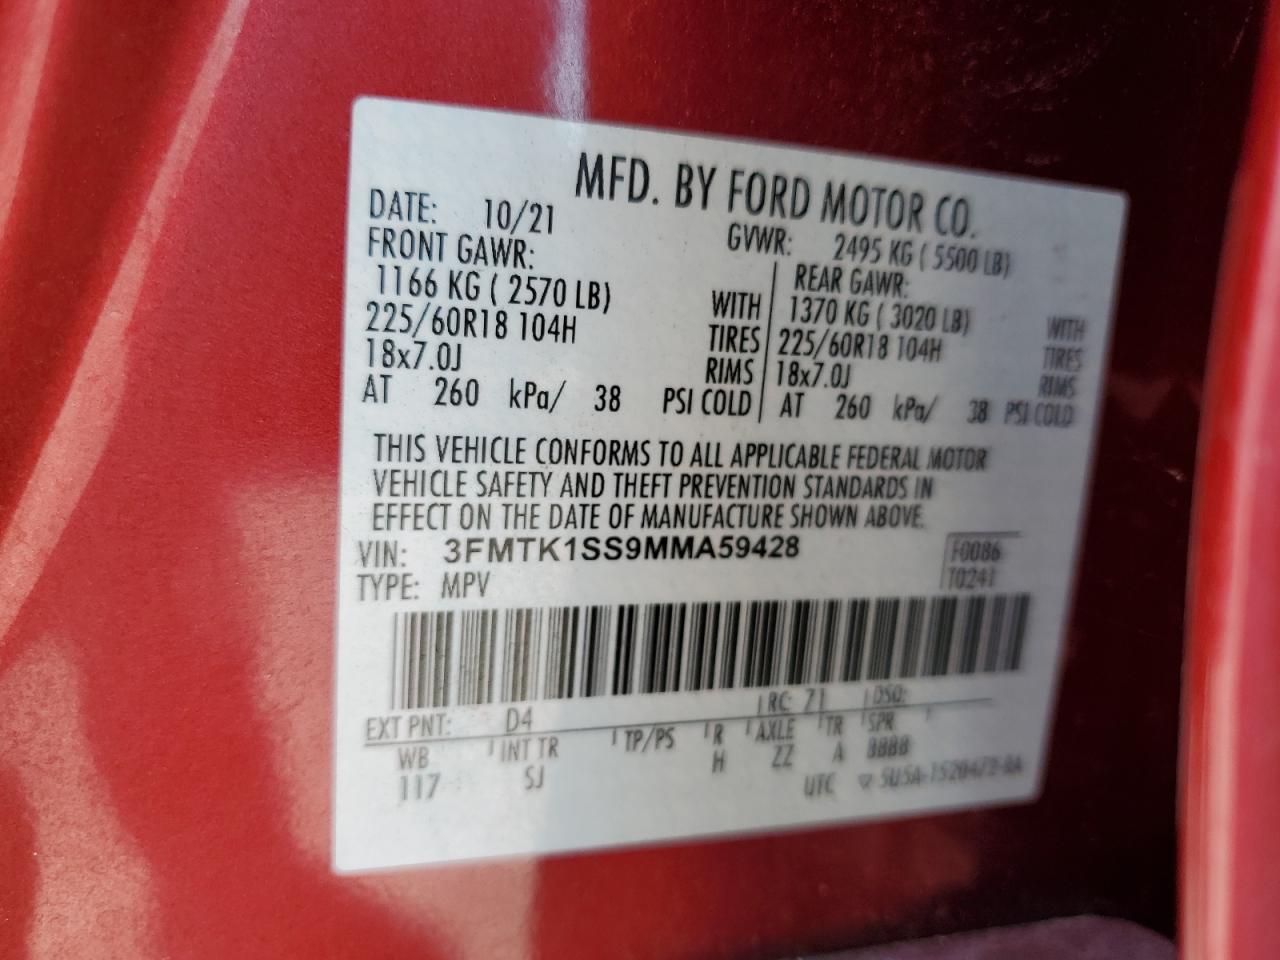 MFD. BY FORD MOTOR CO.
DATE: 10/21 GVWR: 2495 KG ( 5500 LB)
FRONT GAWR: REAR GAWR:
1166 KG ( 2570 LB) WITH 1370 KG ( 3020 LB) WITH
225/60R18 104H TIRES 225/60R18 104H TIRES
18x7.0J RIMS 18x7.0J RIMS
AT 260 kPa/ 38 PSI COLD AT 260 kPa/ 38 PSI COLD
THIS VEHICLE CONFORMS TO ALL APPLICABLE FEDERAL MOTOR
VEHICLE SAFETY AND THEFT PREVENTION STANDARDS IN
EFFECT ON THE DATE OF MANUFACTURE SHOWN ABOVE.
VIN: 3FMTK1SS9MMA59428 F0086
TYPE: MPV T0241
EXT PNT: D4 RC: 71 DSO:
WB INT TR TP/PS R AXLE TR SPR
117 SJ H ZZ A 8888
UTC